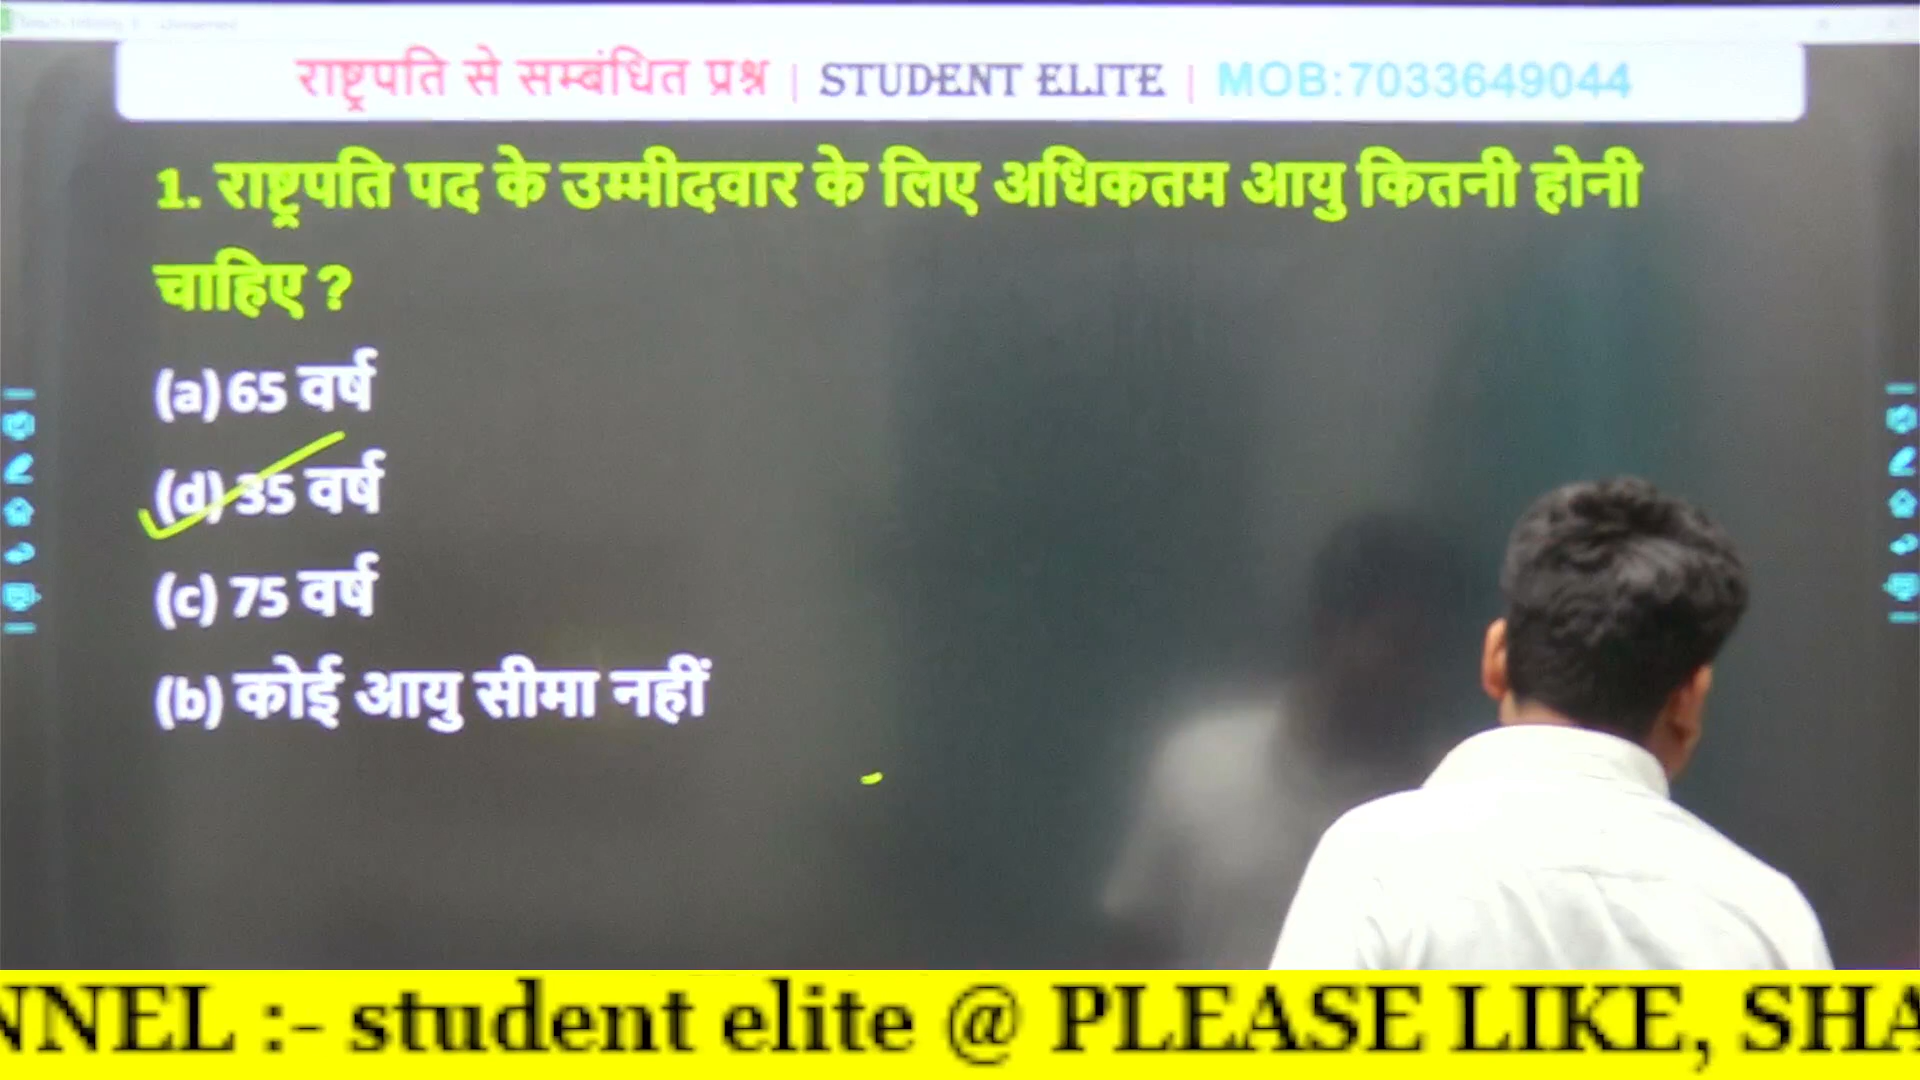 राष्ट्रपति से सम्बंधित प्रश्न | STUDENT ELITE | MOB:7033649044
1. राष्ट्रपति पद के उम्मीदवार के लिए अधिकतम आयु कितनी होनी
चाहिए ?
(a) 65 वर्ष
(d) 35 वर्ष
(c) 75 वर्ष
(b) कोई आयु सीमा नहीं
NNEL :- student elite @ PLEASE LIKE, SHA